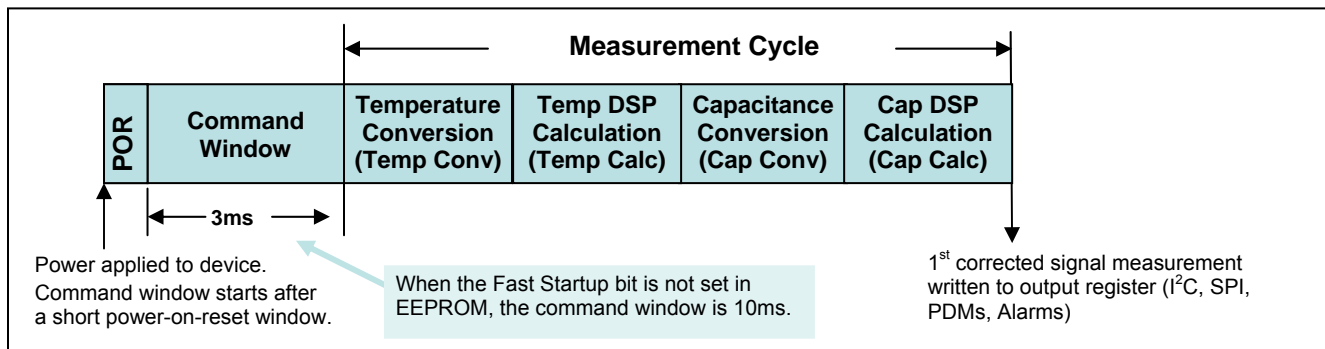 Measurement Cycle
POR
Command
Window
Temperature
Conversion
(Temp Conv)
Temp DSP
Calculation
(Temp Calc)
Capacitance
Conversion
(Cap Conv)
Cap DSP
Calculation
(Cap Calc)
3ms
Power applied to device.
Command window starts after
a short power-on-reset window.
When the Fast Startup bit is not set in
EEPROM, the command window is 10ms.
1st corrected signal measurement
written to output register (I²C, SPI,
PDMs, Alarms)